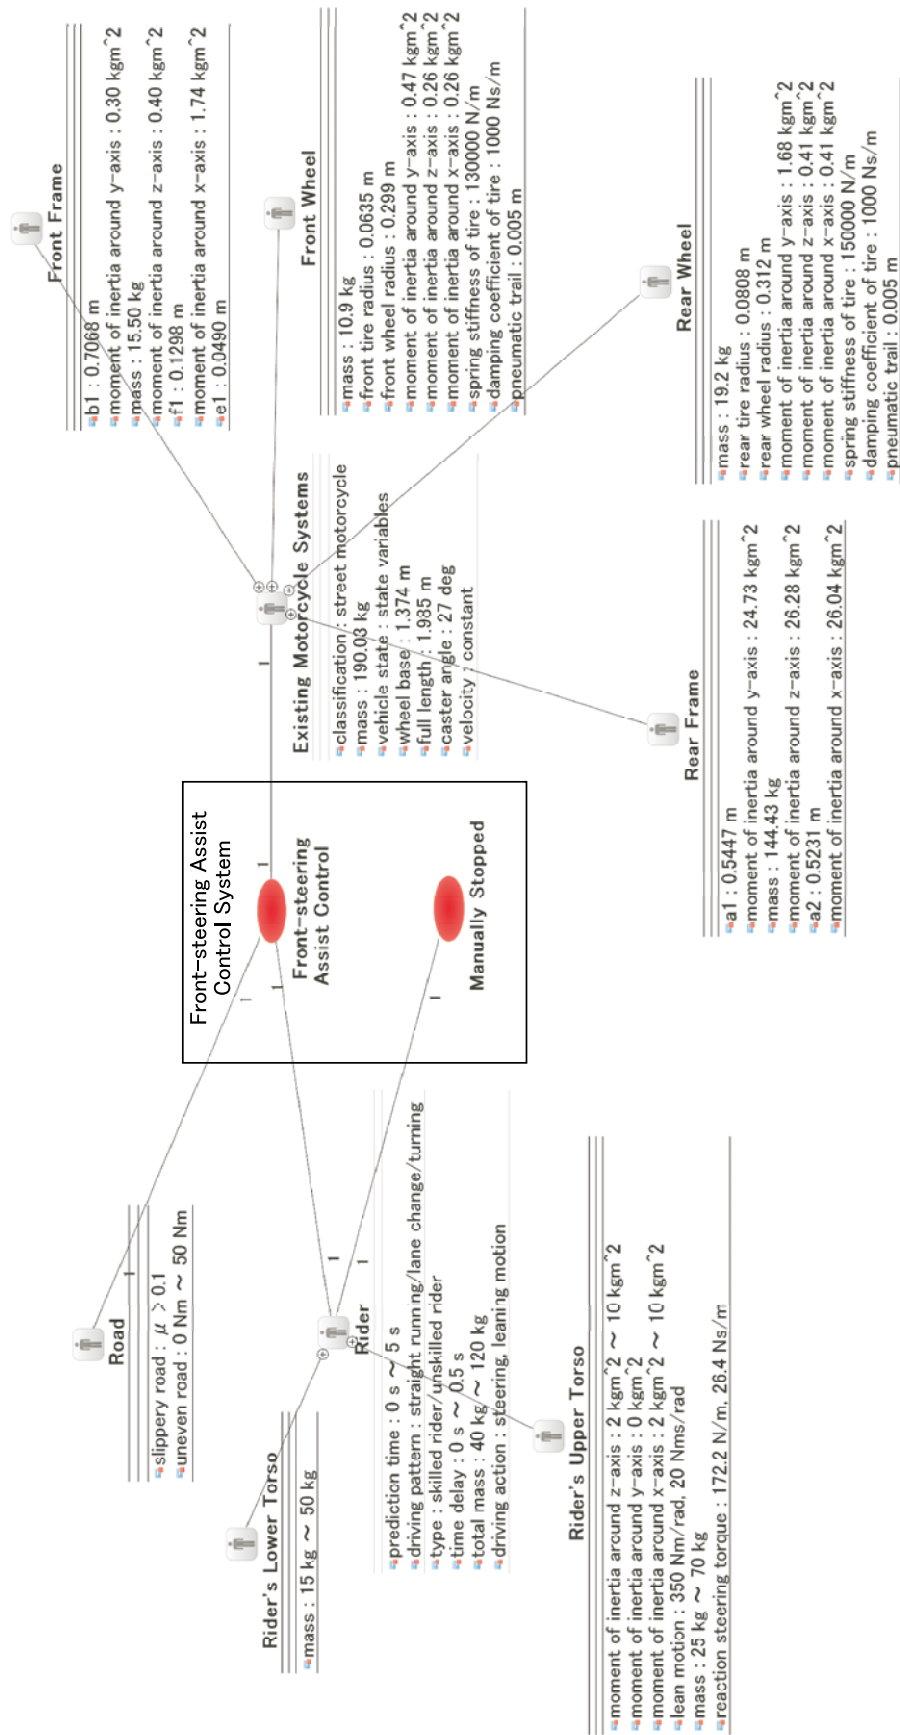 Road
slippery road : μ > 0.1
uneven road : 0 Nm ～ 50 Nm
1
Rider's Lower Torso
mass : 15 kg ～ 50 kg
Rider
prediction time : 0 s ～ 5 s
driving pattern : straight running/lane change/turning
type : skilled rider/unskilled rider
time delay : 0 s ～ 0.5 s
total mass : 40 kg ～ 120 kg
driving action : steering, leaning motion
1
1
Rider's Upper Torso
moment of inertia around z-axis : 2 kgm^2 ～ 10 kgm^2
moment of inertia around y-axis : 0 kgm^2
moment of inertia around x-axis : 2 kgm^2 ～ 10 kgm^2
lean motion : 350 Nm/rad, 20 Nms/rad
mass : 25 kg ～ 70 kg
reaction steering torque : 172.2 N/m, 26.4 Ns/m
Front-steering Assist
Control System
1
1
1
Front-steering
Assist Control
1
Manually Stopped
1
Existing Motorcycle Systems
classification : street motorcycle
mass : 190.03 kg
vehicle state : state variables
wheel base : 1.374 m
full length : 1.985 m
caster angle : 27 deg
velocity : constant
Front Frame
b1 : 0.7068 m
moment of inertia around y-axis : 0.30 kgm^2
mass : 15.50 kg
moment of inertia around z-axis : 0.40 kgm^2
f1 : 0.1298 m
moment of inertia around x-axis : 1.74 kgm^2
e1 : 0.0490 m
Front Wheel
mass : 10.9 kg
front tire radius : 0.0635 m
front wheel radius : 0.299 m
moment of inertia around y-axis : 0.47 kgm^2
moment of inertia around z-axis : 0.26 kgm^2
moment of inertia around x-axis : 0.26 kgm^2
spring stiffness of tire : 130000 N/m
damping coefficient of tire : 1000 Ns/m
pneumatic trail : 0.005 m
Rear Frame
a1 : 0.5447 m
moment of inertia around y-axis : 24.73 kgm^2
mass : 144.43 kg
moment of inertia around z-axis : 26.28 kgm^2
a2 : 0.5231 m
moment of inertia around x-axis : 26.04 kgm^2
Rear Wheel
mass : 19.2 kg
rear tire radius : 0.0808 m
rear wheel radius : 0.312 m
moment of inertia around y-axis : 1.68 kgm^2
moment of inertia around z-axis : 0.41 kgm^2
moment of inertia around x-axis : 0.41 kgm^2
spring stiffness of tire : 150000 N/m
damping coefficient of tire : 1000 Ns/m
pneumatic trail : 0.005 m